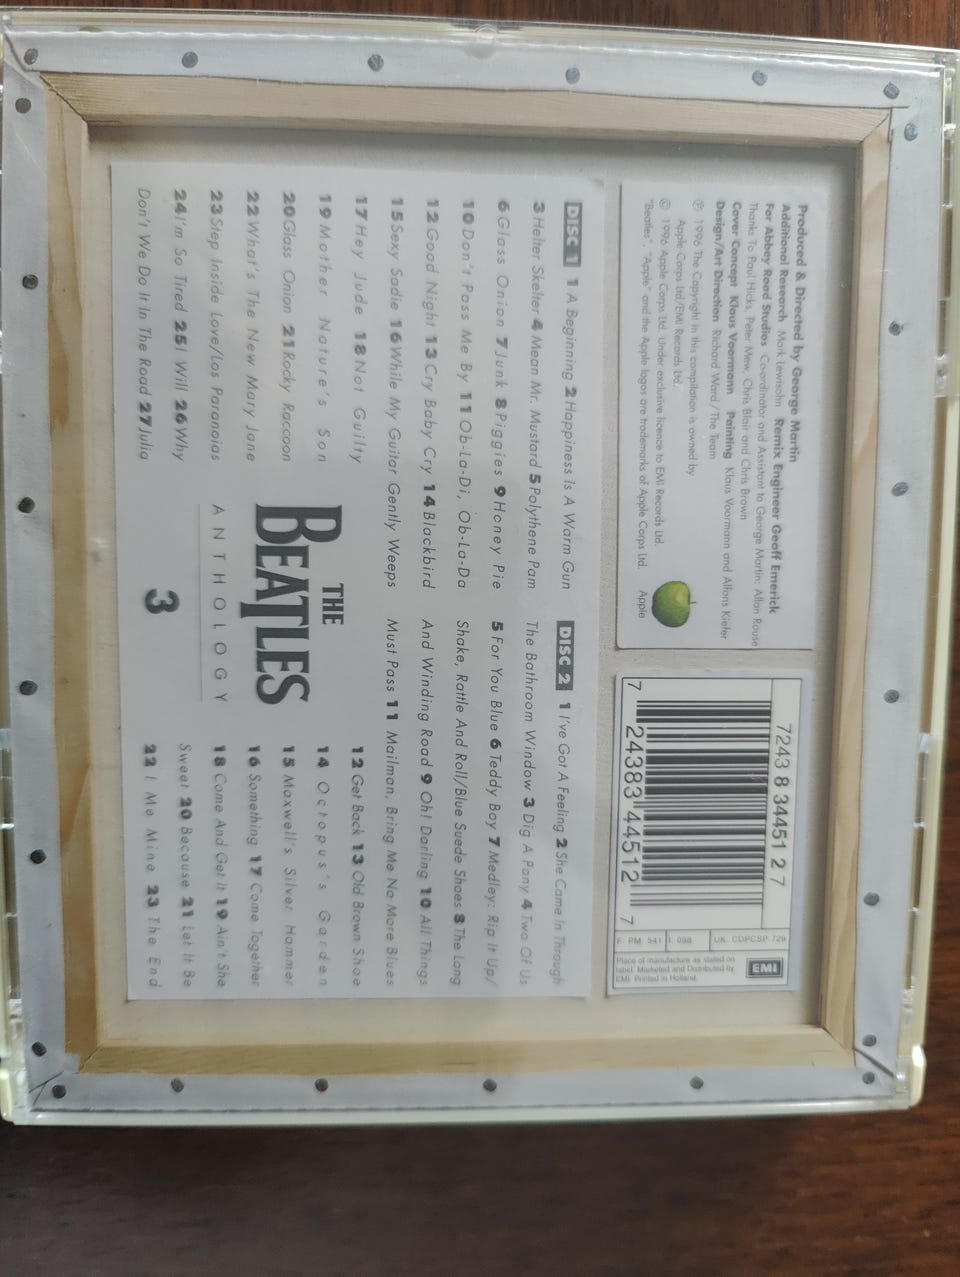 Produced & Directed by George Martin
Additional Research Mark Lewisohn Remix Engineer Geoff Emerick
For Abbey Road Studios Co-ordinator and Assistant to George Martin: Allan Rouse
Thanks To Paul Hicks, Peter Mew, Chris Blair and Chris Brown
Cover Concept Klaus Voormann Painting Klaus Voormann and Alfons Kiefer
Design/Art Direction Richard Ward/The Team
℗ 1996 The Copyright in this compilation is owned by
Apple Corps Ltd/EMI Records Ltd.
© 1996 Apple Corps Ltd. Under exclusive licence to EMI Records Ltd.
"Beatles", "Apple" and the Apple logos are trademarks of Apple Corps Ltd.
Apple
7243 8 34451 2 7
7 24383 44512 7
F: PM 541 I: 098 UK: CDPCSP 729
Place of manufacture as stated on
label. Marketed and Distributed by
EMI. Printed in Holland.
EMI
DISC 1 1 A Beginning 2 Happiness Is A Warm Gun
3 Helter Skelter 4 Mean Mr. Mustard 5 Polythene Pam
6 Glass Onion 7 Junk 8 Piggies 9 Honey Pie
10 Don't Pass Me By 11 Ob-La-Di, Ob-La-Da
12 Good Night 13 Cry Baby Cry 14 Blackbird
15 Sexy Sadie 16 While My Guitar Gently Weeps
17 Hey Jude 18 Not Guilty
19 Mother Nature's Son
20 Glass Onion 21 Rocky Raccoon
22 What's The New Mary Jane
23 Step Inside Love/Los Paranoias
24 I'm So Tired 25 I Will 26 Why
Don't We Do It In The Road 27 Julia
DISC 2 1 I've Got A Feeling 2 She Came In Through
The Bathroom Window 3 Dig A Pony 4 Two Of Us
5 For You Blue 6 Teddy Boy 7 Medley: Rip It Up/
Shake, Rattle And Roll/Blue Suede Shoes 8 The Long
And Winding Road 9 Oh! Darling 10 All Things
Must Pass 11 Mailman, Bring Me No More Blues
12 Get Back 13 Old Brown Shoe
14 Octopus's Garden
15 Maxwell's Silver Hammer
16 Something 17 Come Together
18 Come And Get It 19 Ain't She
Sweet 20 Because 21 Let It Be
22 I Me Mine 23 The End
THE
BEATLES
ANTHOLOGY
3